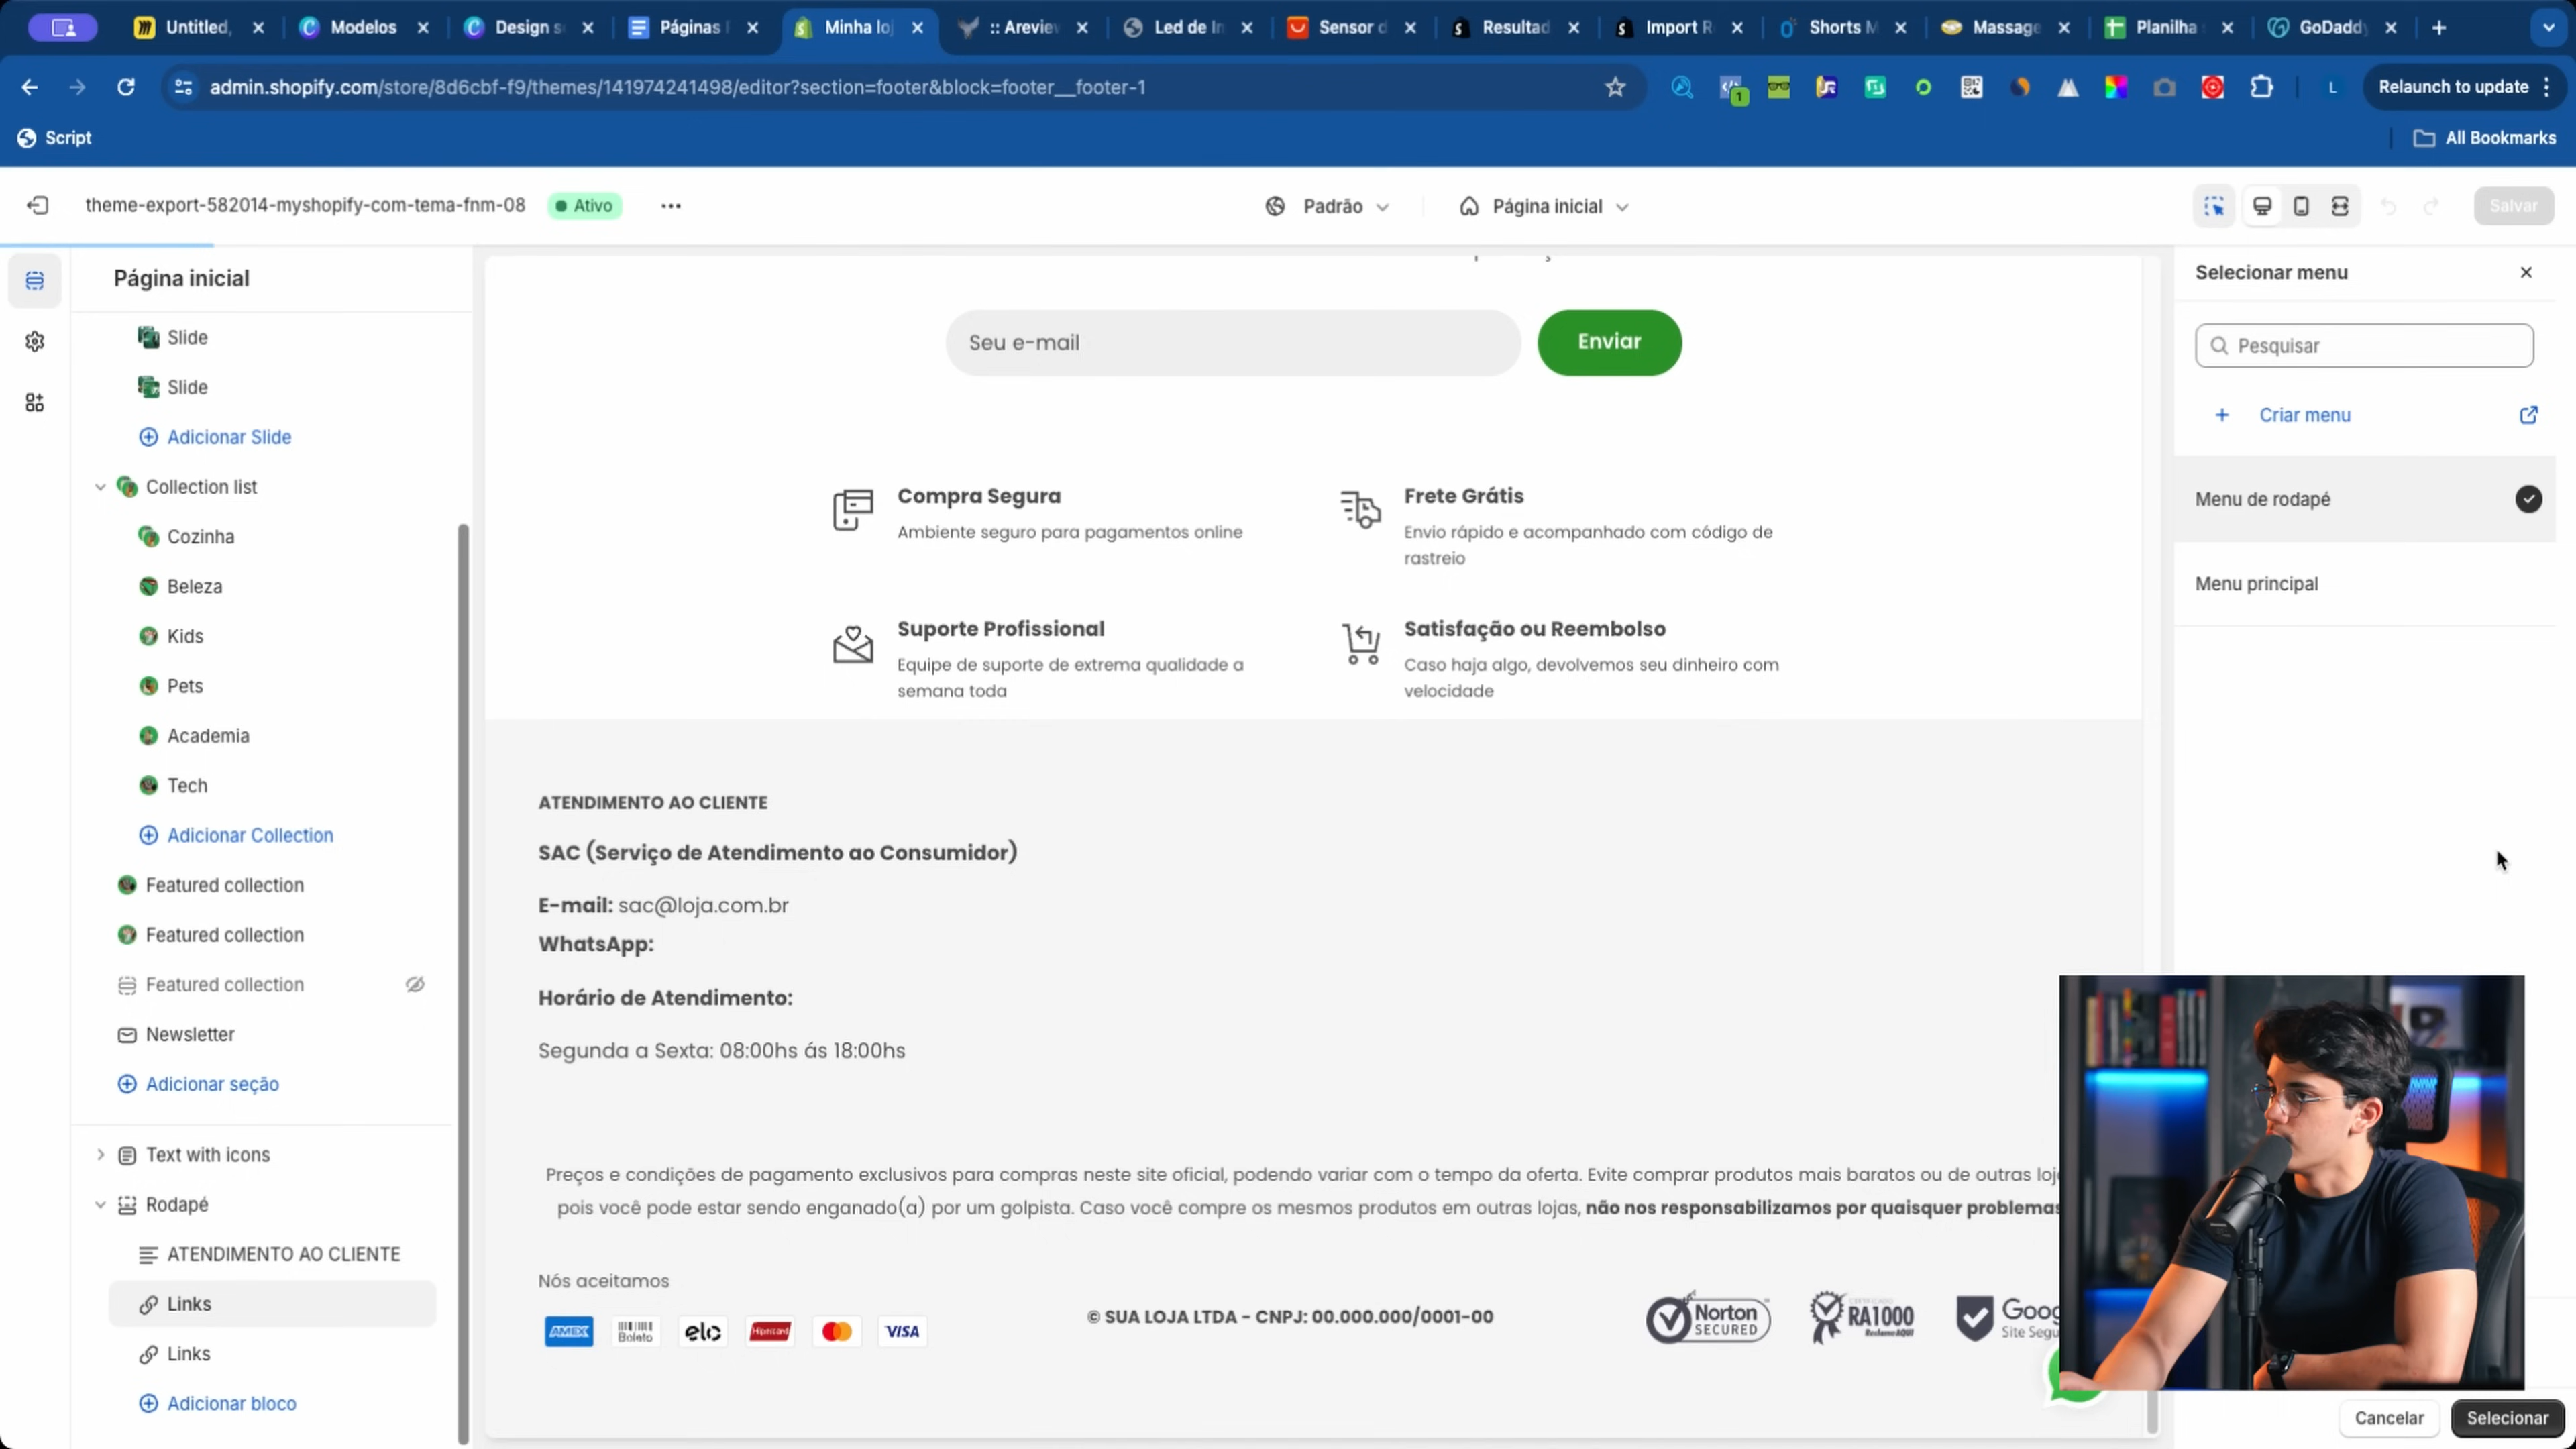 Untitled,
Modelos
Design s
Páginas
Minha loj
:: Areview
Led de In
Sensor d
Resultad
Import R
Shorts M
Massage
Planilha
GoDaddy
admin.shopify.com/store/8d6cbf-f9/themes/141974241498/editor?section=footer&block=footer__footer-1
1
L
Relaunch to update
Script
All Bookmarks
theme-export-582014-myshopify-com-tema-fnm-08
Ativo
Padrão
Página inicial
Salvar
Página inicial
Slide
Slide
Adicionar Slide
Collection list
Cozinha
Beleza
Kids
Pets
Academia
Tech
Adicionar Collection
Featured collection
Featured collection
Featured collection
Newsletter
Adicionar seção
Text with icons
Rodapé
ATENDIMENTO AO CLIENTE
Links
Links
Adicionar bloco
Seu e-mail
Enviar
Compra Segura
Ambiente seguro para pagamentos online
Frete Grátis
Envio rápido e acompanhado com código de
rastreio
Suporte Profissional
Equipe de suporte de extrema qualidade a
semana toda
Satisfação ou Reembolso
Caso haja algo, devolvemos seu dinheiro com
velocidade
ATENDIMENTO AO CLIENTE
SAC (Serviço de Atendimento ao Consumidor)
E-mail: sac@loja.com.br
WhatsApp:
Horário de Atendimento:
Segunda a Sexta: 08:00hs ás 18:00hs
Preços e condições de pagamento exclusivos para compras neste site oficial, podendo variar com o tempo da oferta. Evite comprar produtos mais baratos ou de outras loj
pois você pode estar sendo enganado(a) por um golpista. Caso você compre os mesmos produtos em outras lojas, não nos responsabilizamos por quaisquer problemas
Nós aceitamos
AMEX
Boleto
elo
Hipercard
VISA
© SUA LOJA LTDA - CNPJ: 00.000.000/0001-00
Norton
SECURED
RA1000
ReclameAQUI
Goog
Site Segu
Selecionar menu
Pesquisar
Criar menu
Menu de rodapé
Menu principal
Cancelar
Selecionar